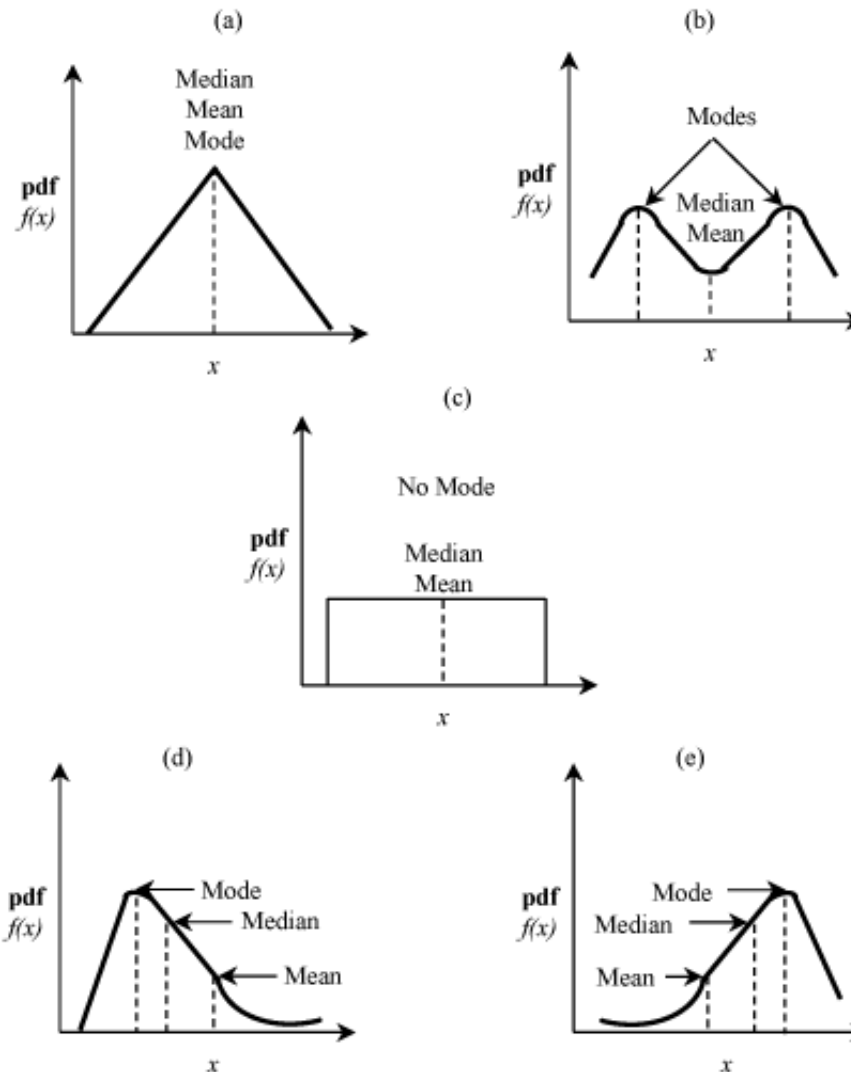 (a)
Median
Mean
Mode
pdf
f(x)
x
(b)
Modes
Median
Mean
pdf
f(x)
x
(c)
No Mode
Median
Mean
pdf
f(x)
x
(d)
Mode
Median
Mean
pdf
f(x)
x
(e)
Mode
Median
Mean
pdf
f(x)
x